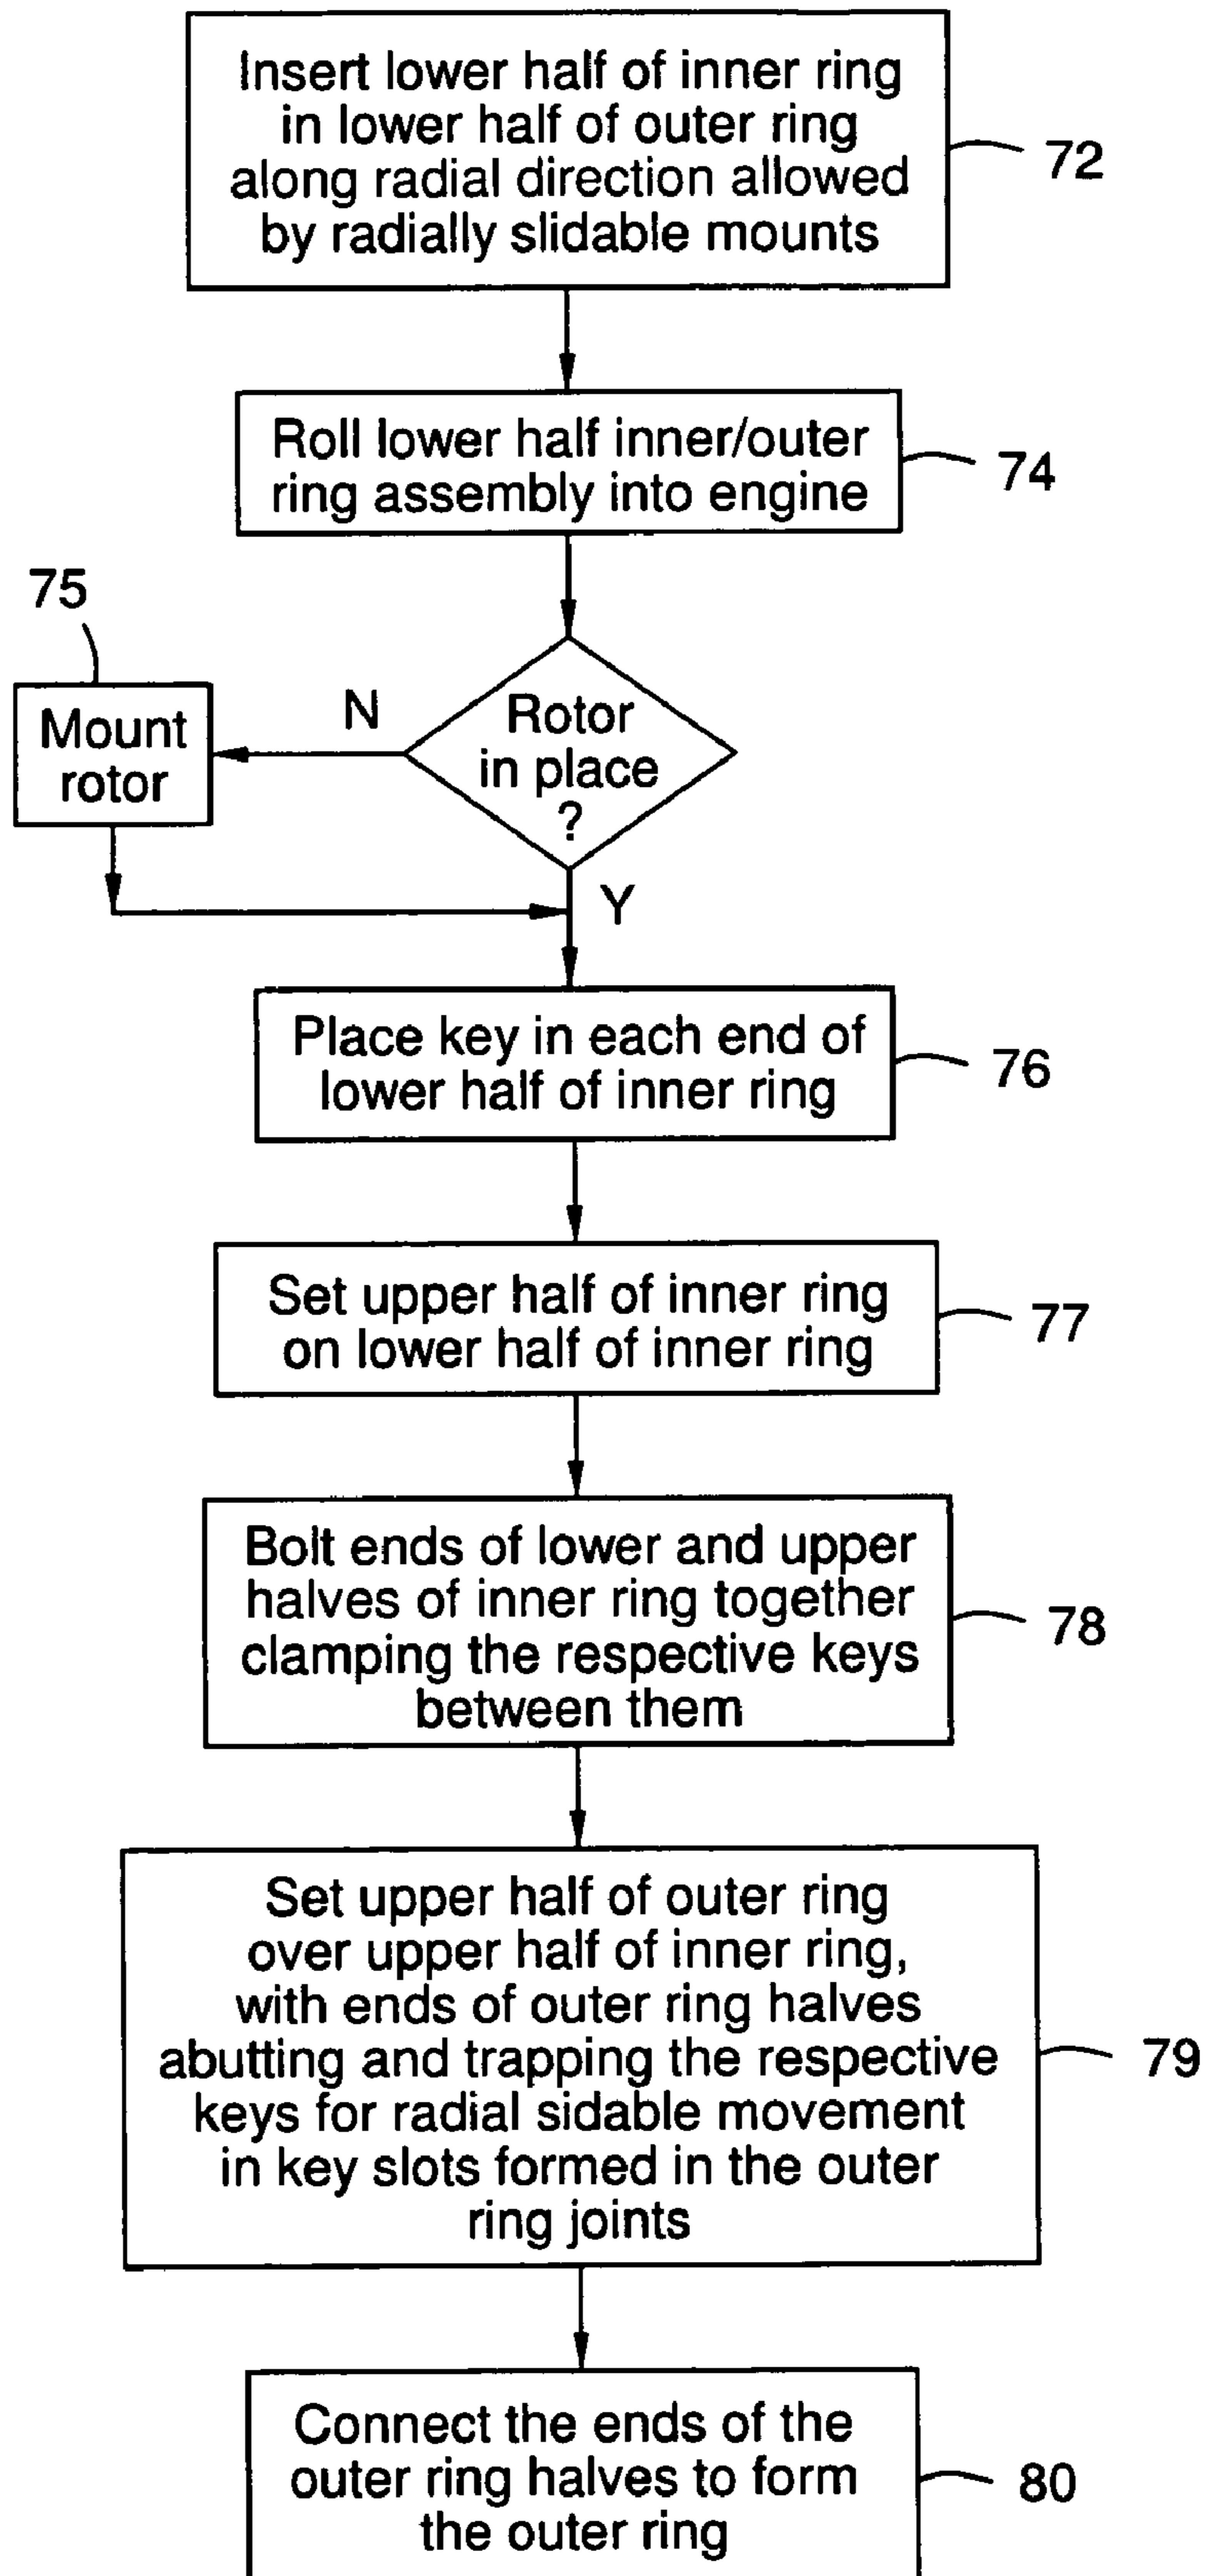 Insert lower half of inner ring
in lower half of outer ring
along radial direction allowed
by radially slidable mounts
72
Roll lower half inner/outer
ring assembly into engine
74
75
Mount
rotor
N
Rotor
in place
?
Y
Place key in each end of
lower half of inner ring
76
Set upper half of inner ring
on lower half of inner ring
77
Bolt ends of lower and upper
halves of inner ring together
clamping the respective keys
between them
78
Set upper half of outer ring
over upper half of inner ring,
with ends of outer ring halves
abutting and trapping the respective
keys for radial sidable movement
in key slots formed in the outer
ring joints
79
Connect the ends of the
outer ring halves to form
the outer ring
80